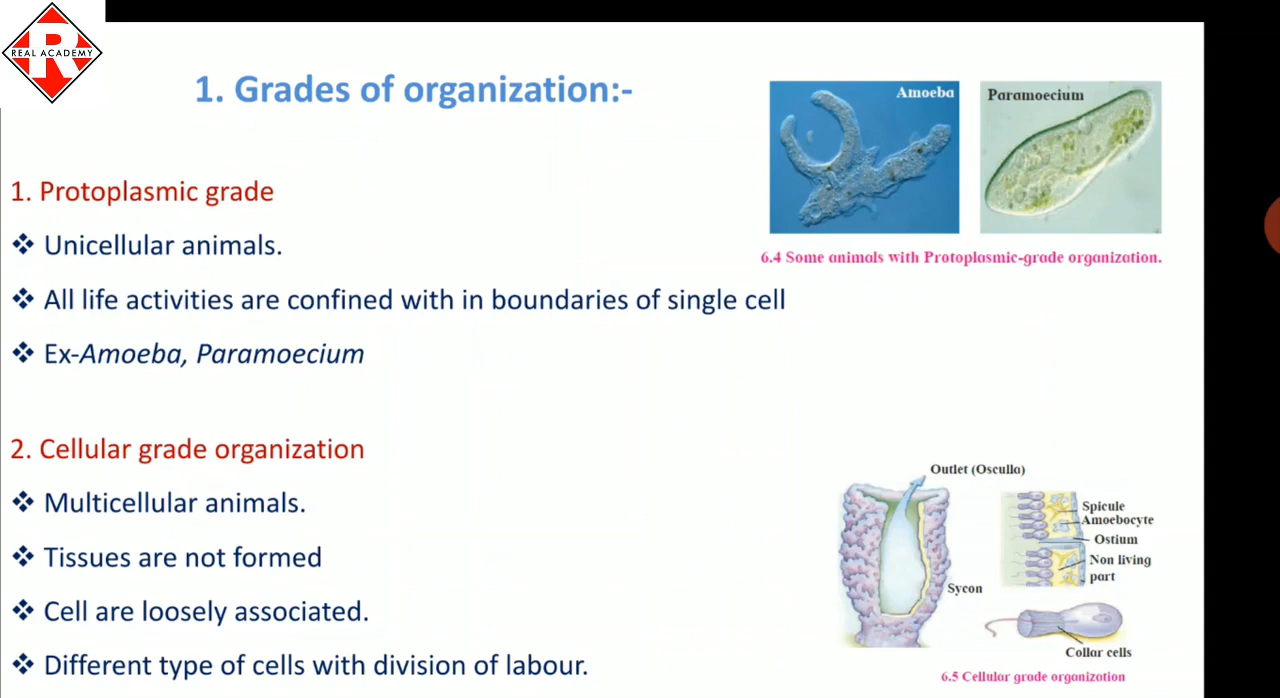 REAL ACADEMY
1. Grades of organization:-
Amoeba
Paramoecium
6.4 Some animals with Protoplasmic-grade organization.
1. Protoplasmic grade
❖ Unicellular animals.
❖ All life activities are confined with in boundaries of single cell
❖ Ex-Amoeba, Paramoecium
2. Cellular grade organization
❖ Multicellular animals.
❖ Tissues are not formed
❖ Cell are loosely associated.
❖ Different type of cells with division of labour.
Outlet (Osculla)
Spicule
Amoebocyte
Ostium
Non living
part
Sycon
Collar cells
6.5 Cellular grade organization